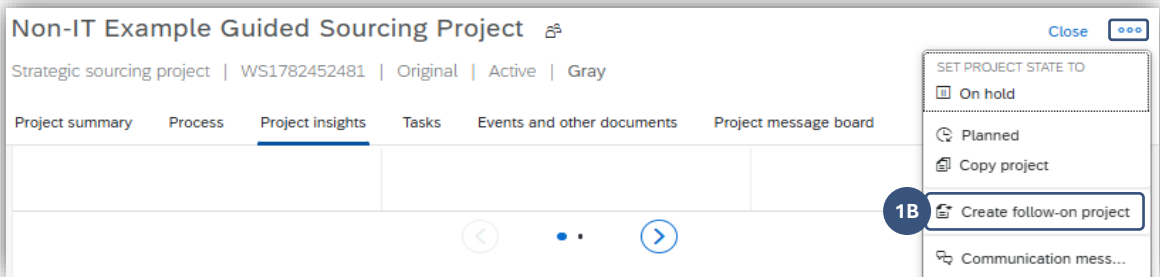 Non-IT Example Guided Sourcing Project
Close
Strategic sourcing project | WS1782452481 | Original | Active | Gray
SET PROJECT STATE TO
On hold
Project summary Process Project insights Tasks Events and other documents Project message board
Planned
Copy project
1B Create follow-on project
Communication mess...